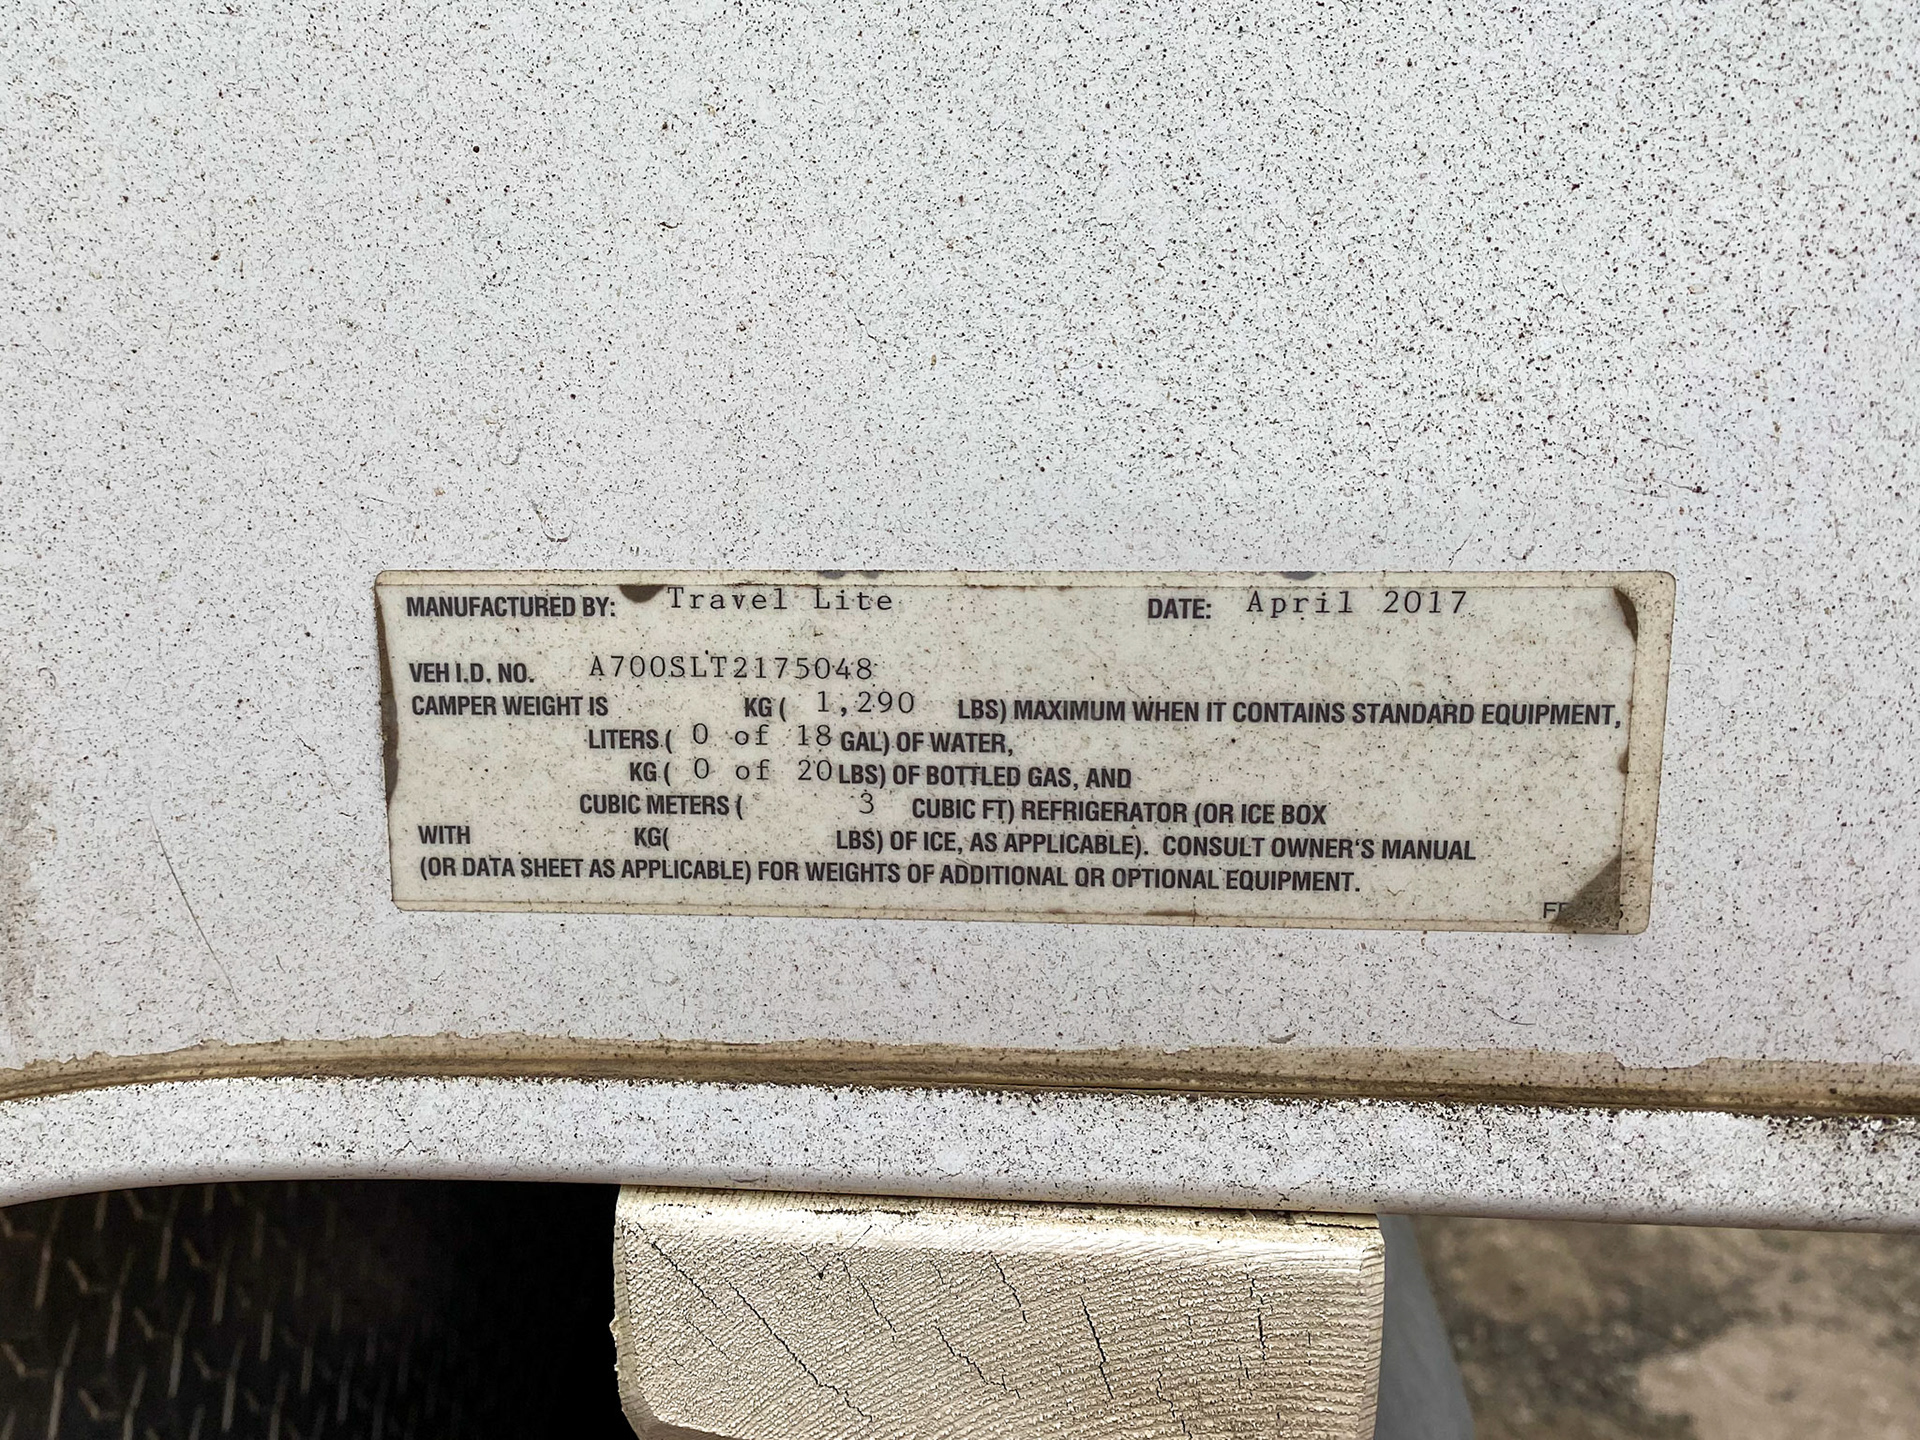 MANUFACTURED BY: Travel Lite DATE: April 2017
VEH I.D. NO. A700SLT2175048
CAMPER WEIGHT IS KG ( 1,290 LBS) MAXIMUM WHEN IT CONTAINS STANDARD EQUIPMENT,
LITERS ( 0 of 18 GAL) OF WATER,
KG ( 0 of 20 LBS) OF BOTTLED GAS, AND
CUBIC METERS ( 3 CUBIC FT) REFRIGERATOR (OR ICE BOX
WITH KG( LBS) OF ICE, AS APPLICABLE). CONSULT OWNER'S MANUAL
(OR DATA SHEET AS APPLICABLE) FOR WEIGHTS OF ADDITIONAL OR OPTIONAL EQUIPMENT.